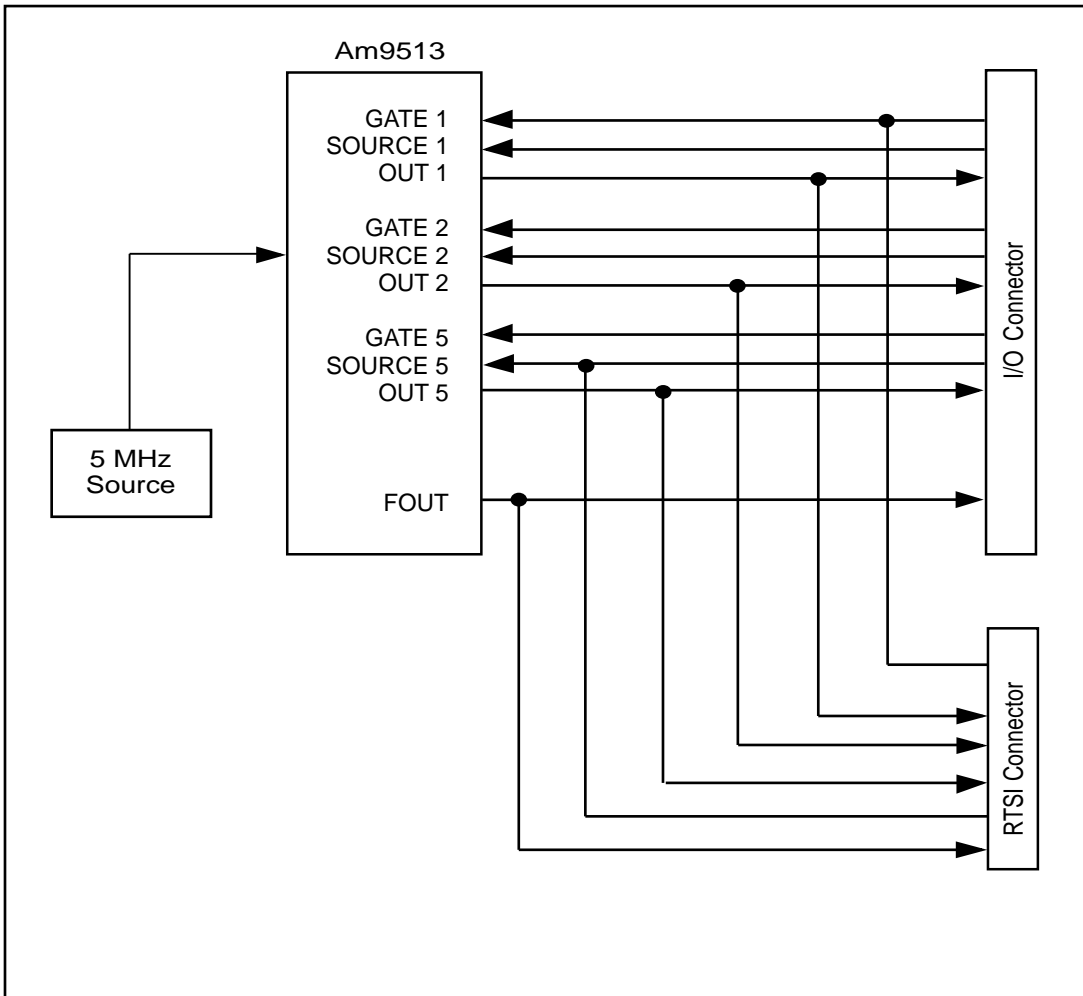 Am9513
GATE 1
SOURCE 1
OUT 1
GATE 2
SOURCE 2
OUT 2
GATE 5
SOURCE 5
OUT 5
FOUT
5 MHz
Source
I/O Connector
RTSI Connector